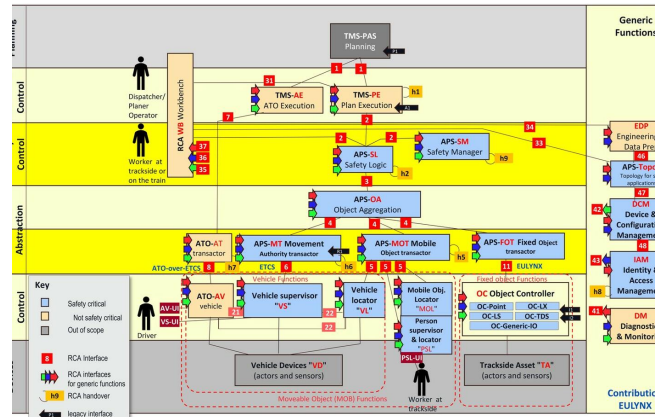 Planning
TMS-PAS
Planning
P1
Generic
Functions
Control
Dispatcher/
Planer
Operator
RCA WB Workbench
31
1
1
7
TMS-AE
ATO Execution
TMS-PE
Plan Execution
h1
2
34
33
EDP
Engineering
Data Pre
46
Worker at
trackside or
on the train
37
36
35
2
2
APS-SL
Safety Logic
h2
APS-SM
Safety Manager
h9
APS-Topo
Topology for s
applications
3
47
Abstraction
APS-OA
Object Aggregation
4
4
4
42
DCM
Device &
Configuration
Management
48
ATO-AT
transactor
APS-MT Movement
Authority transactor
APS-MOT Mobile
Object transactor
APS-FOT Fixed Object
transactor
ATO-over-ETCS
8
h7
ETCS
6
h6
5
5
5
h5
11
EULYNX
43
IAM
Identity &
Access
Management
h8
Control
Key
Safety critical
Not safety critical
Out of scope
8
RCA Interface
RCA interfaces
for generic functions
h9
RCA handover
legacy interface
Driver
AV-UI
VS-UI
ATO-AV
vehicle
21
Vehicle Functions
Vehicle supervisor
"VS"
22
22
Vehicle
locator
"VL"
Mobile Obj.
Locator
"MOL"
Person
supervisor
& locator
"PSL"
PSL-UI
Fixed object Functions
OC Object Controller
OC-Point
OC-LX
OC-LS
OC-TDS
OC-Generic-IO
41
DM
Diagnostic
& Monitoring
Vehicle Devices "VD"
(actors and sensors)
Moveable Object (MOB) Functions
Worker at
trackside
Trackside Asset "TA"
(actors and sensors)
Contribution
EULYNX